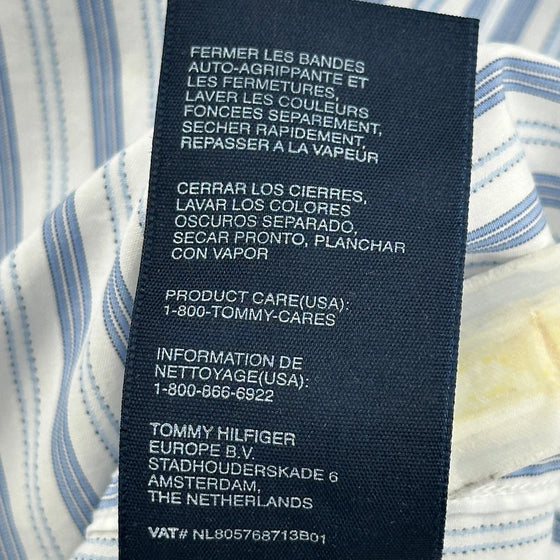 FERMER LES BANDES
AUTO-AGRIPPANTE ET
LES FERMETURES,
LAVER LES COULEURS
FONCEES SEPAREMENT,
SECHER RAPIDEMENT,
REPASSER A LA VAPEUR
CERRAR LOS CIERRES,
LAVAR LOS COLORES
OSCUROS SEPARADO,
SECAR PRONTO, PLANCHAR
CON VAPOR
PRODUCT CARE(USA):
1-800-TOMMY-CARES
INFORMATION DE
NETTOYAGE(USA):
1-800-866-6922
TOMMY HILFIGER
EUROPE B.V.
STADHOUDERSKADE 6
AMSTERDAM,
THE NETHERLANDS
VAT# NL805768713B01